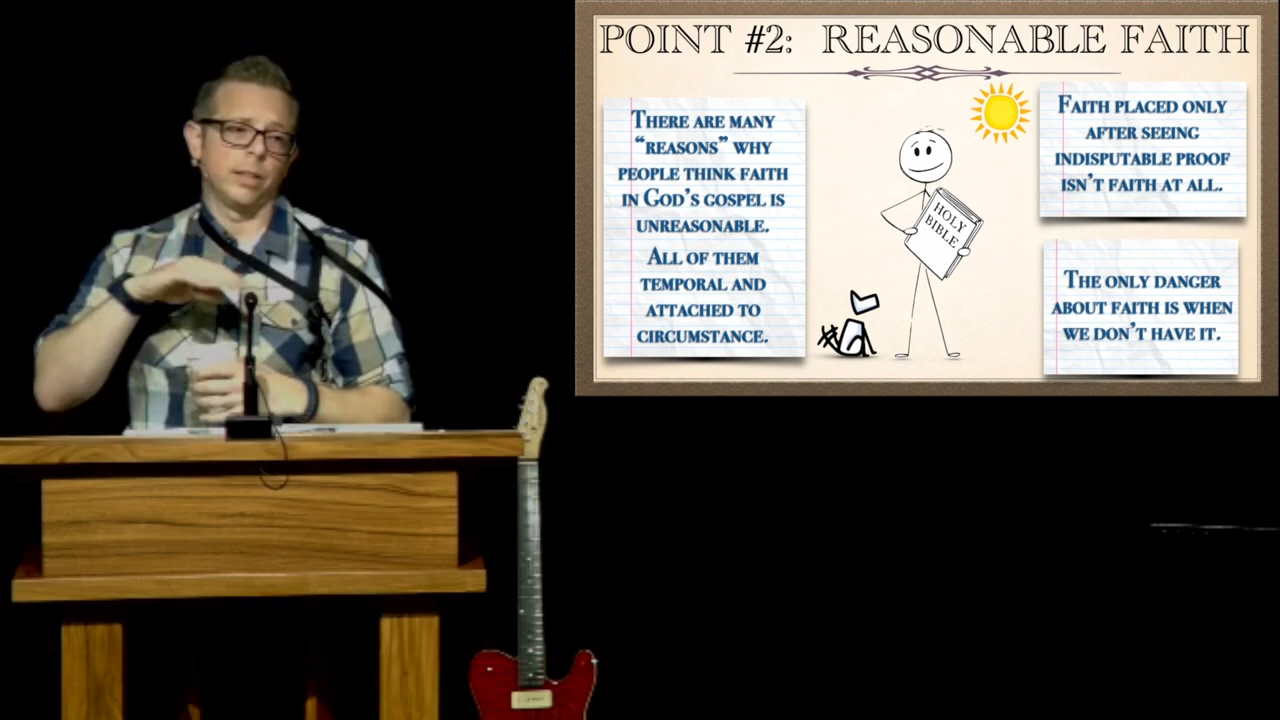 POINT #2: REASONABLE FAITH
THERE ARE MANY
“REASONS” WHY
PEOPLE THINK FAITH
IN GOD’S GOSPEL IS
UNREASONABLE.
ALL OF THEM
TEMPORAL AND
ATTACHED TO
CIRCUMSTANCE.
HOLY
BIBLE
FAITH PLACED ONLY
AFTER SEEING
INDISPUTABLE PROOF
ISN’T FAITH AT ALL.
THE ONLY DANGER
ABOUT FAITH IS WHEN
WE DON’T HAVE IT.